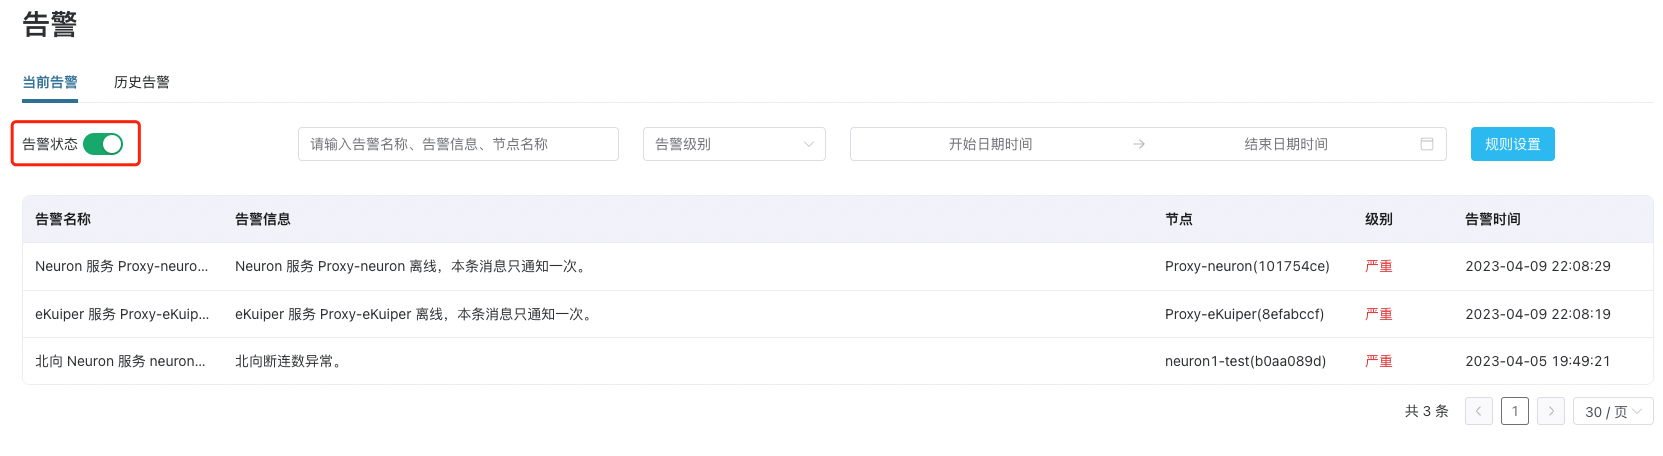 告警
当前告警 历史告警
告警状态 请输入告警名称、告警信息、节点名称 告警级别 开始日期时间 → 结束日期时间 规则设置
告警名称 告警信息 节点 级别 告警时间
Neuron 服务 Proxy-neuro... Neuron 服务 Proxy-neuron 离线，本条消息只通知一次。 Proxy-neuron(101754ce) 严重 2023-04-09 22:08:29
eKuiper 服务 Proxy-eKuip... eKuiper 服务 Proxy-eKuiper 离线，本条消息只通知一次。 Proxy-eKuiper(8efabccf) 严重 2023-04-09 22:08:19
北向 Neuron 服务 neuron... 北向断连数异常。 neuron1-test(b0aa089d) 严重 2023-04-05 19:49:21
共 3 条 < 1 > 30 / 页